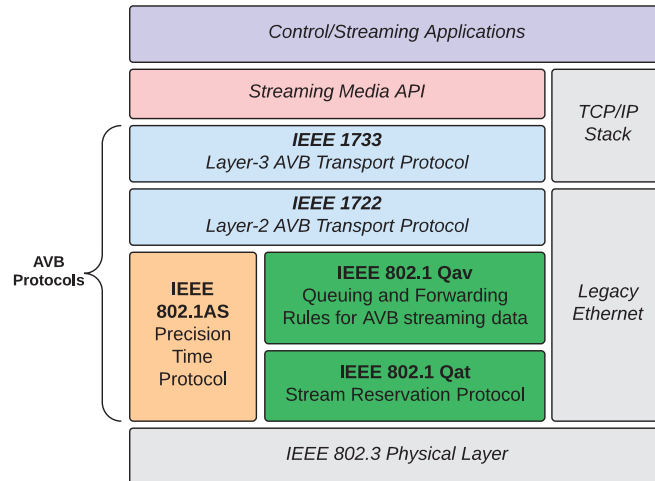 Control/Streaming Applications
Streaming Media API
TCP/IP
Stack
IEEE 1733
Layer-3 AVB Transport Protocol
IEEE 1722
Layer-2 AVB Transport Protocol
AVB
Protocols
IEEE
802.1AS
Precision
Time
Protocol
IEEE 802.1 Qav
Queuing and Forwarding
Rules for AVB streaming data
IEEE 802.1 Qat
Stream Reservation Protocol
Legacy
Ethernet
IEEE 802.3 Physical Layer